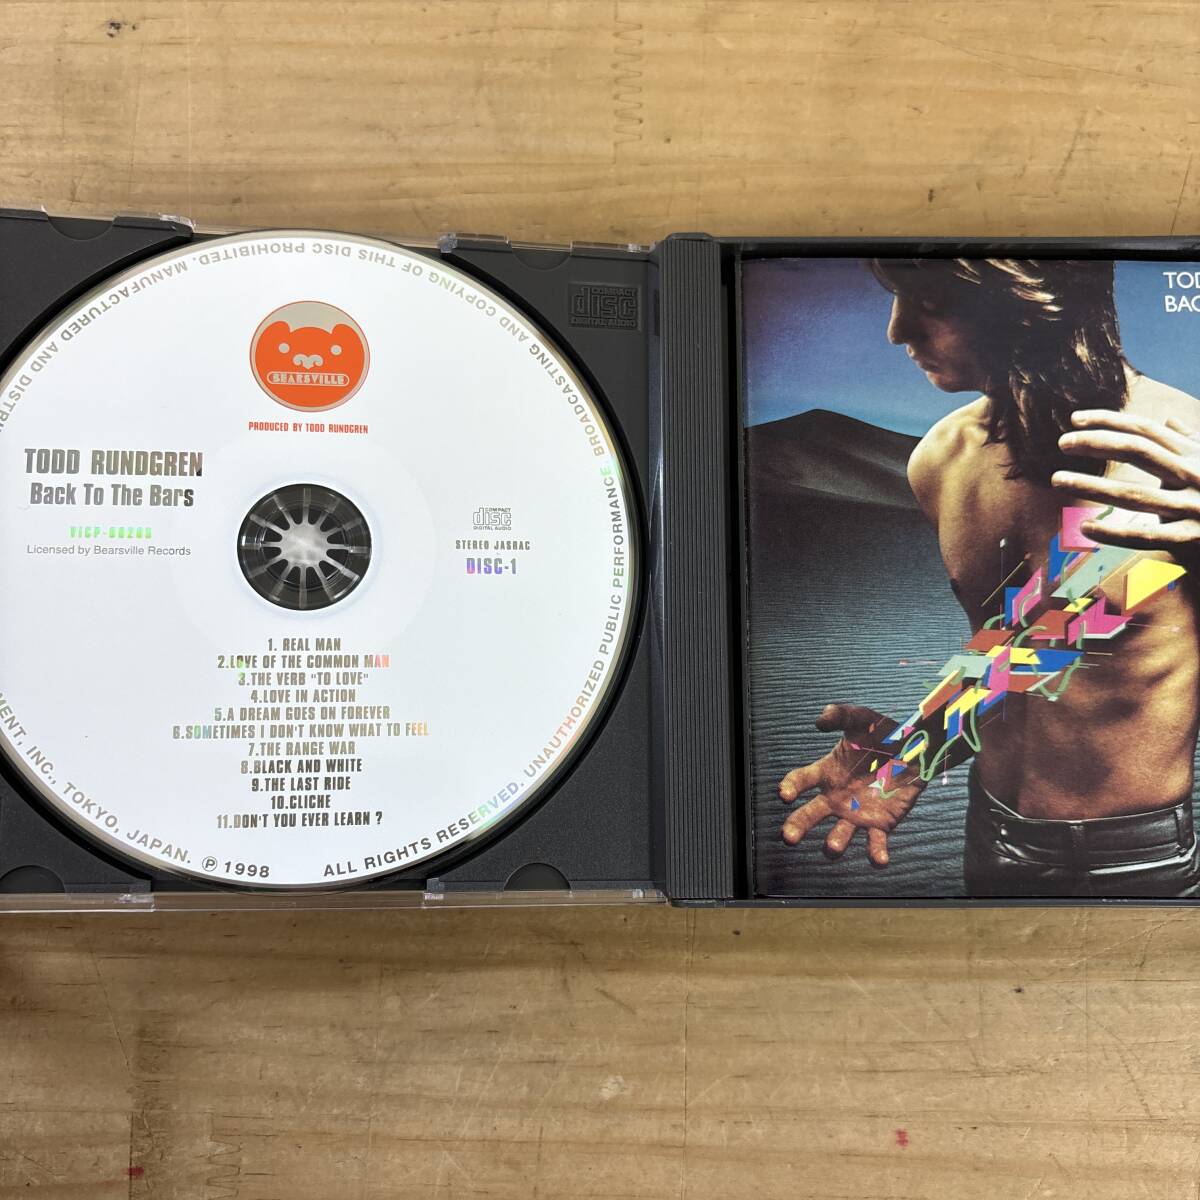 BEARSVILLE
PRODUCED BY TODD RUNDGREN
TODD RUNDGREN
Back To The Bars
Licensed by Bearsville Records
COMPACT
disc
DIGITAL AUDIO
STEREO JASRAC
DISC-1
1. REAL MAN
2.LOVE OF THE COMMON MAN
3.THE VERB "TO LOVE"
4.LOVE IN ACTION
5.A DREAM GOES ON FOREVER
6.SOMETIMES I DON'T KNOW WHAT TO FEEL
7.THE RANGE WAR
8.BLACK AND WHITE
9.THE LAST RIDE
10.CLICHE
11.DON'T YOU EVER LEARN ?
MENT, INC., TOKYO, JAPAN. Ⓟ 1998 ALL RIGHTS RESERVED. UNAUTHORIZED PUBLIC PERFORMANCE, BROADCASTING AND COPYING OF THIS DISC PROHIBITED. MANUFACTURED AND DISTRI
COMPACT
disc
DIGITAL AUDIO
TOD
BAC